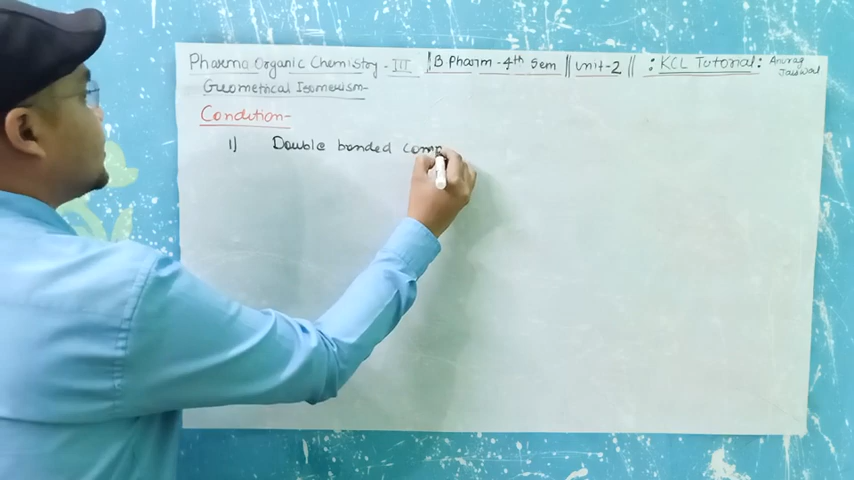 Pharma Organic Chemistry - III | B Pharm - 4th Sem || Unit-2 || : KCL Tutorial : Anurag Jaiswal
Geometrical Isomerism-
Condition-
1) Double bonded comp